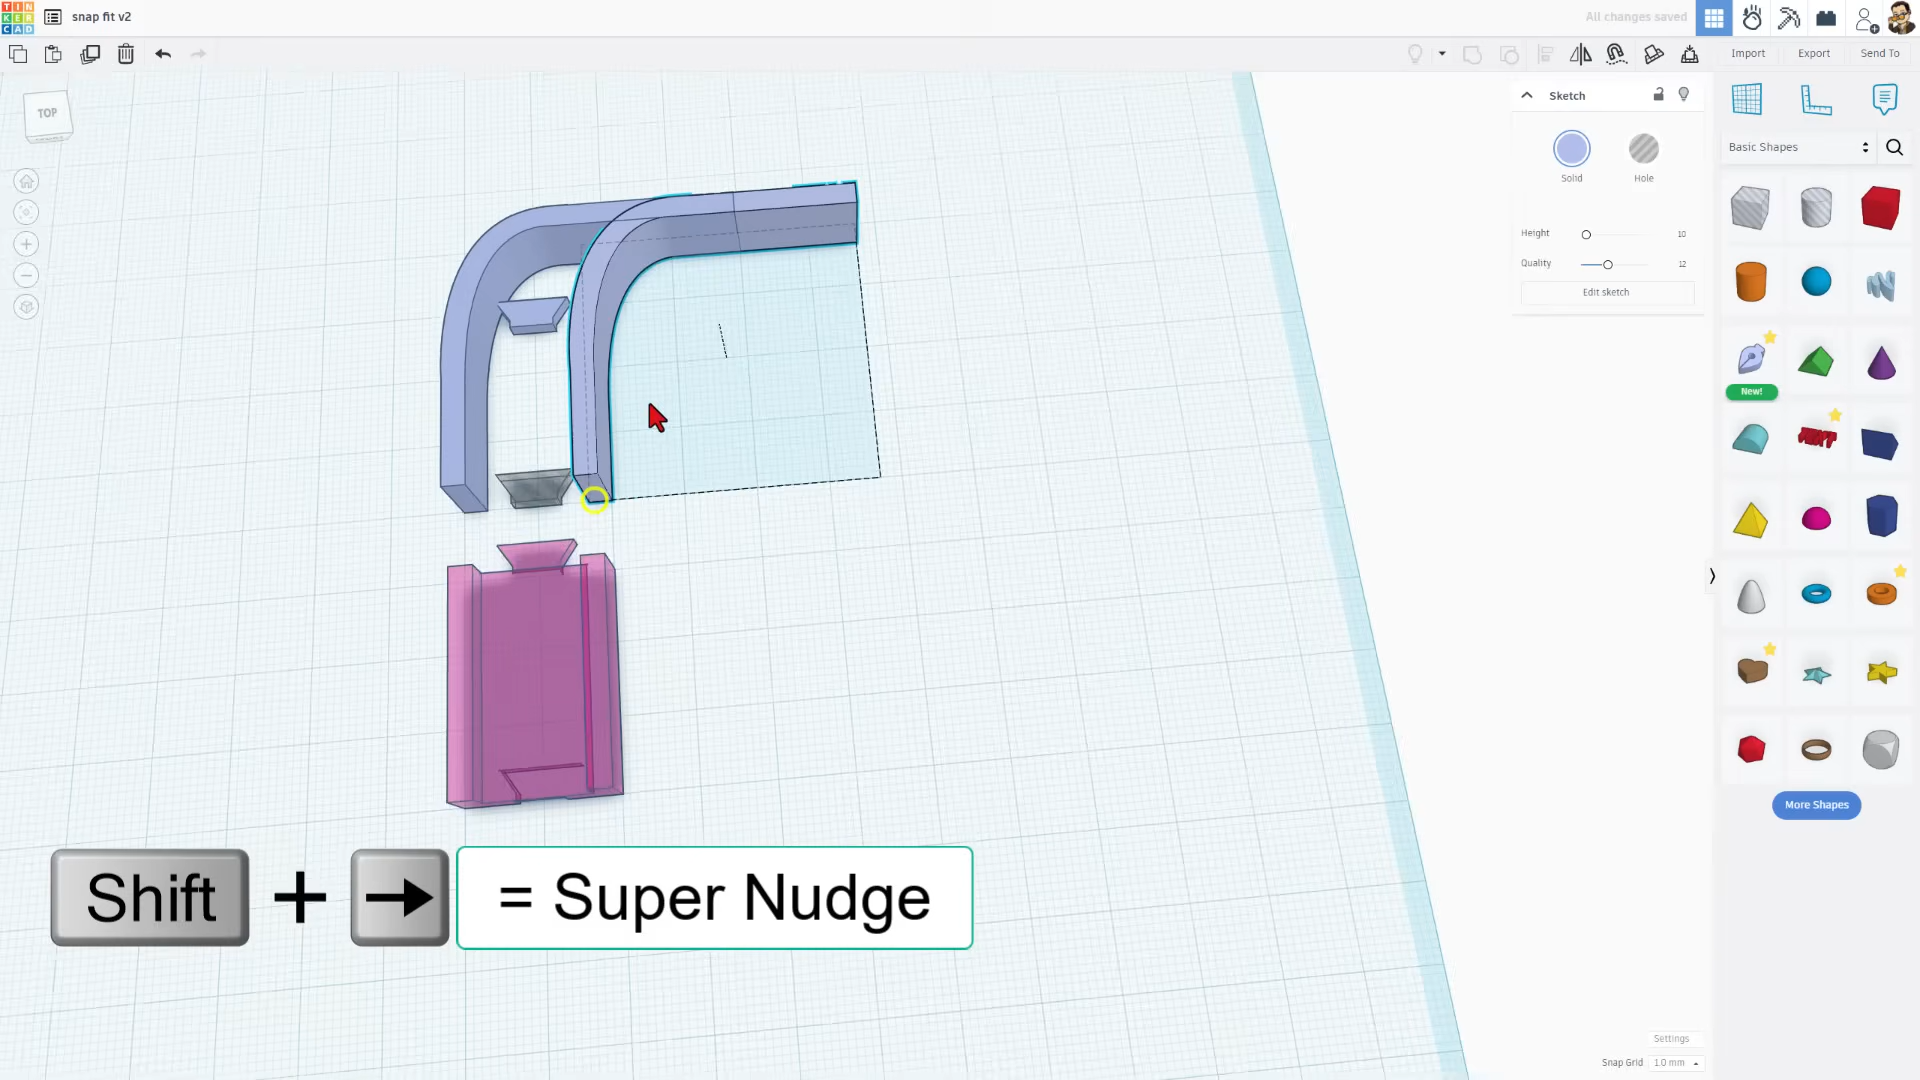 TIN
KER
CAD
snap fit v2
All changes saved
Import
Export
Send To
TOP
Sketch
Solid
Hole
Height
10
Quality
12
Edit sketch
Basic Shapes
New!
More Shapes
Shift + → = Super Nudge
Settings
Snap Grid 1.0 mm